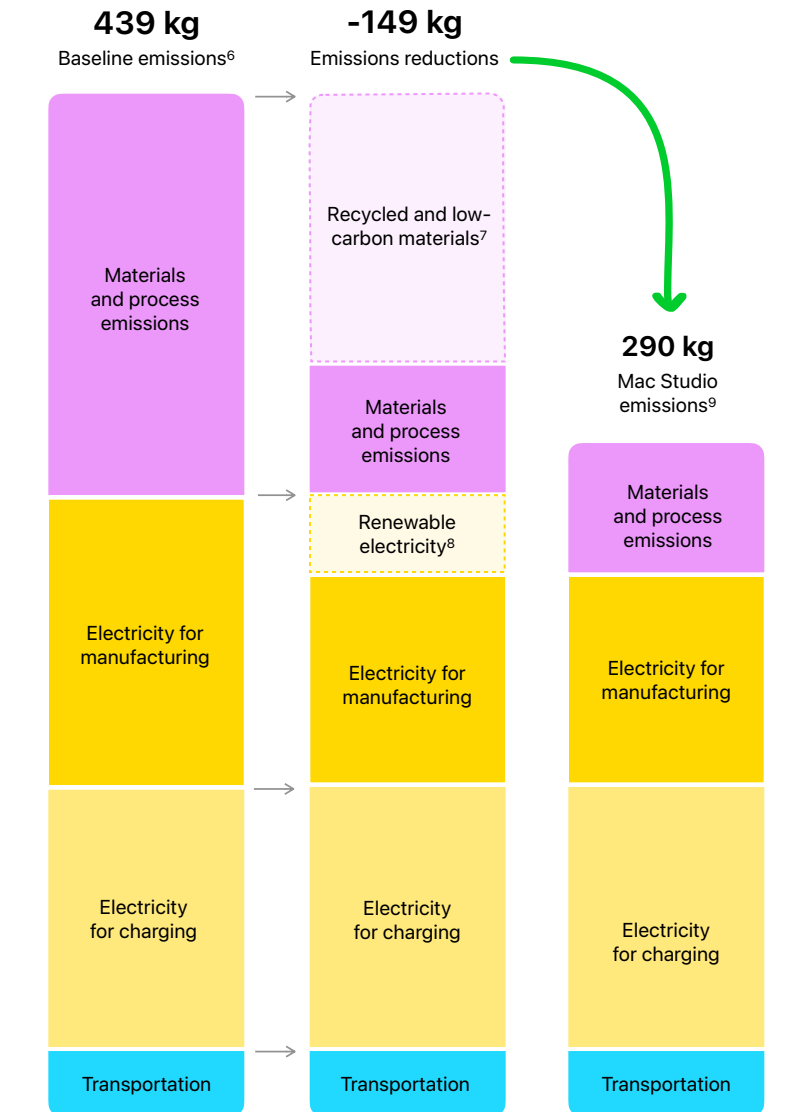 439 kg
Baseline emissions⁶
Materials
and process
emissions
Electricity for
manufacturing
Electricity
for charging
Transportation
-149 kg
Emissions reductions
Recycled and low-
carbon materials⁷
Materials
and process
emissions
Renewable
electricity⁸
Electricity for
manufacturing
Electricity
for charging
Transportation
290 kg
Mac Studio
emissions⁹
Materials
and process
emissions
Electricity for
manufacturing
Electricity
for charging
Transportation